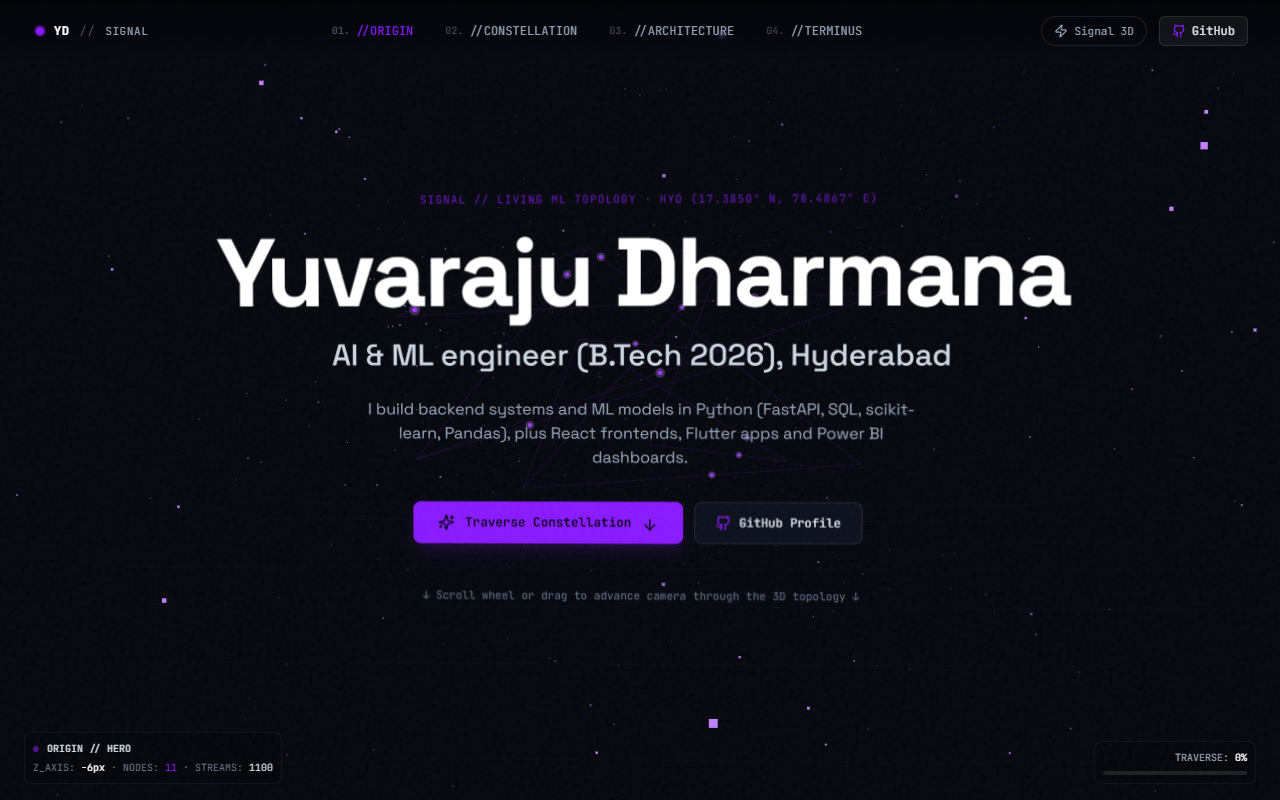 YD // SIGNAL
01. //ORIGIN
02. //CONSTELLATION
03. //ARCHITECTURE
04. //TERMINUS
Signal 3D
GitHub
SIGNAL // LIVING ML TOPOLOGY · HYD (17.3850° N, 78.4867° E)
Yuvaraju Dharmana
AI & ML engineer (B.Tech 2026), Hyderabad
I build backend systems and ML models in Python (FastAPI, SQL, scikit-
learn, Pandas), plus React frontends, Flutter apps and Power BI
dashboards.
Traverse Constellation ↓
GitHub Profile
↓ Scroll wheel or drag to advance camera through the 3D topology ↓
ORIGIN // HERO
Z_AXIS: -6px · NODES: 11 · STREAMS: 1100
TRAVERSE: 0%